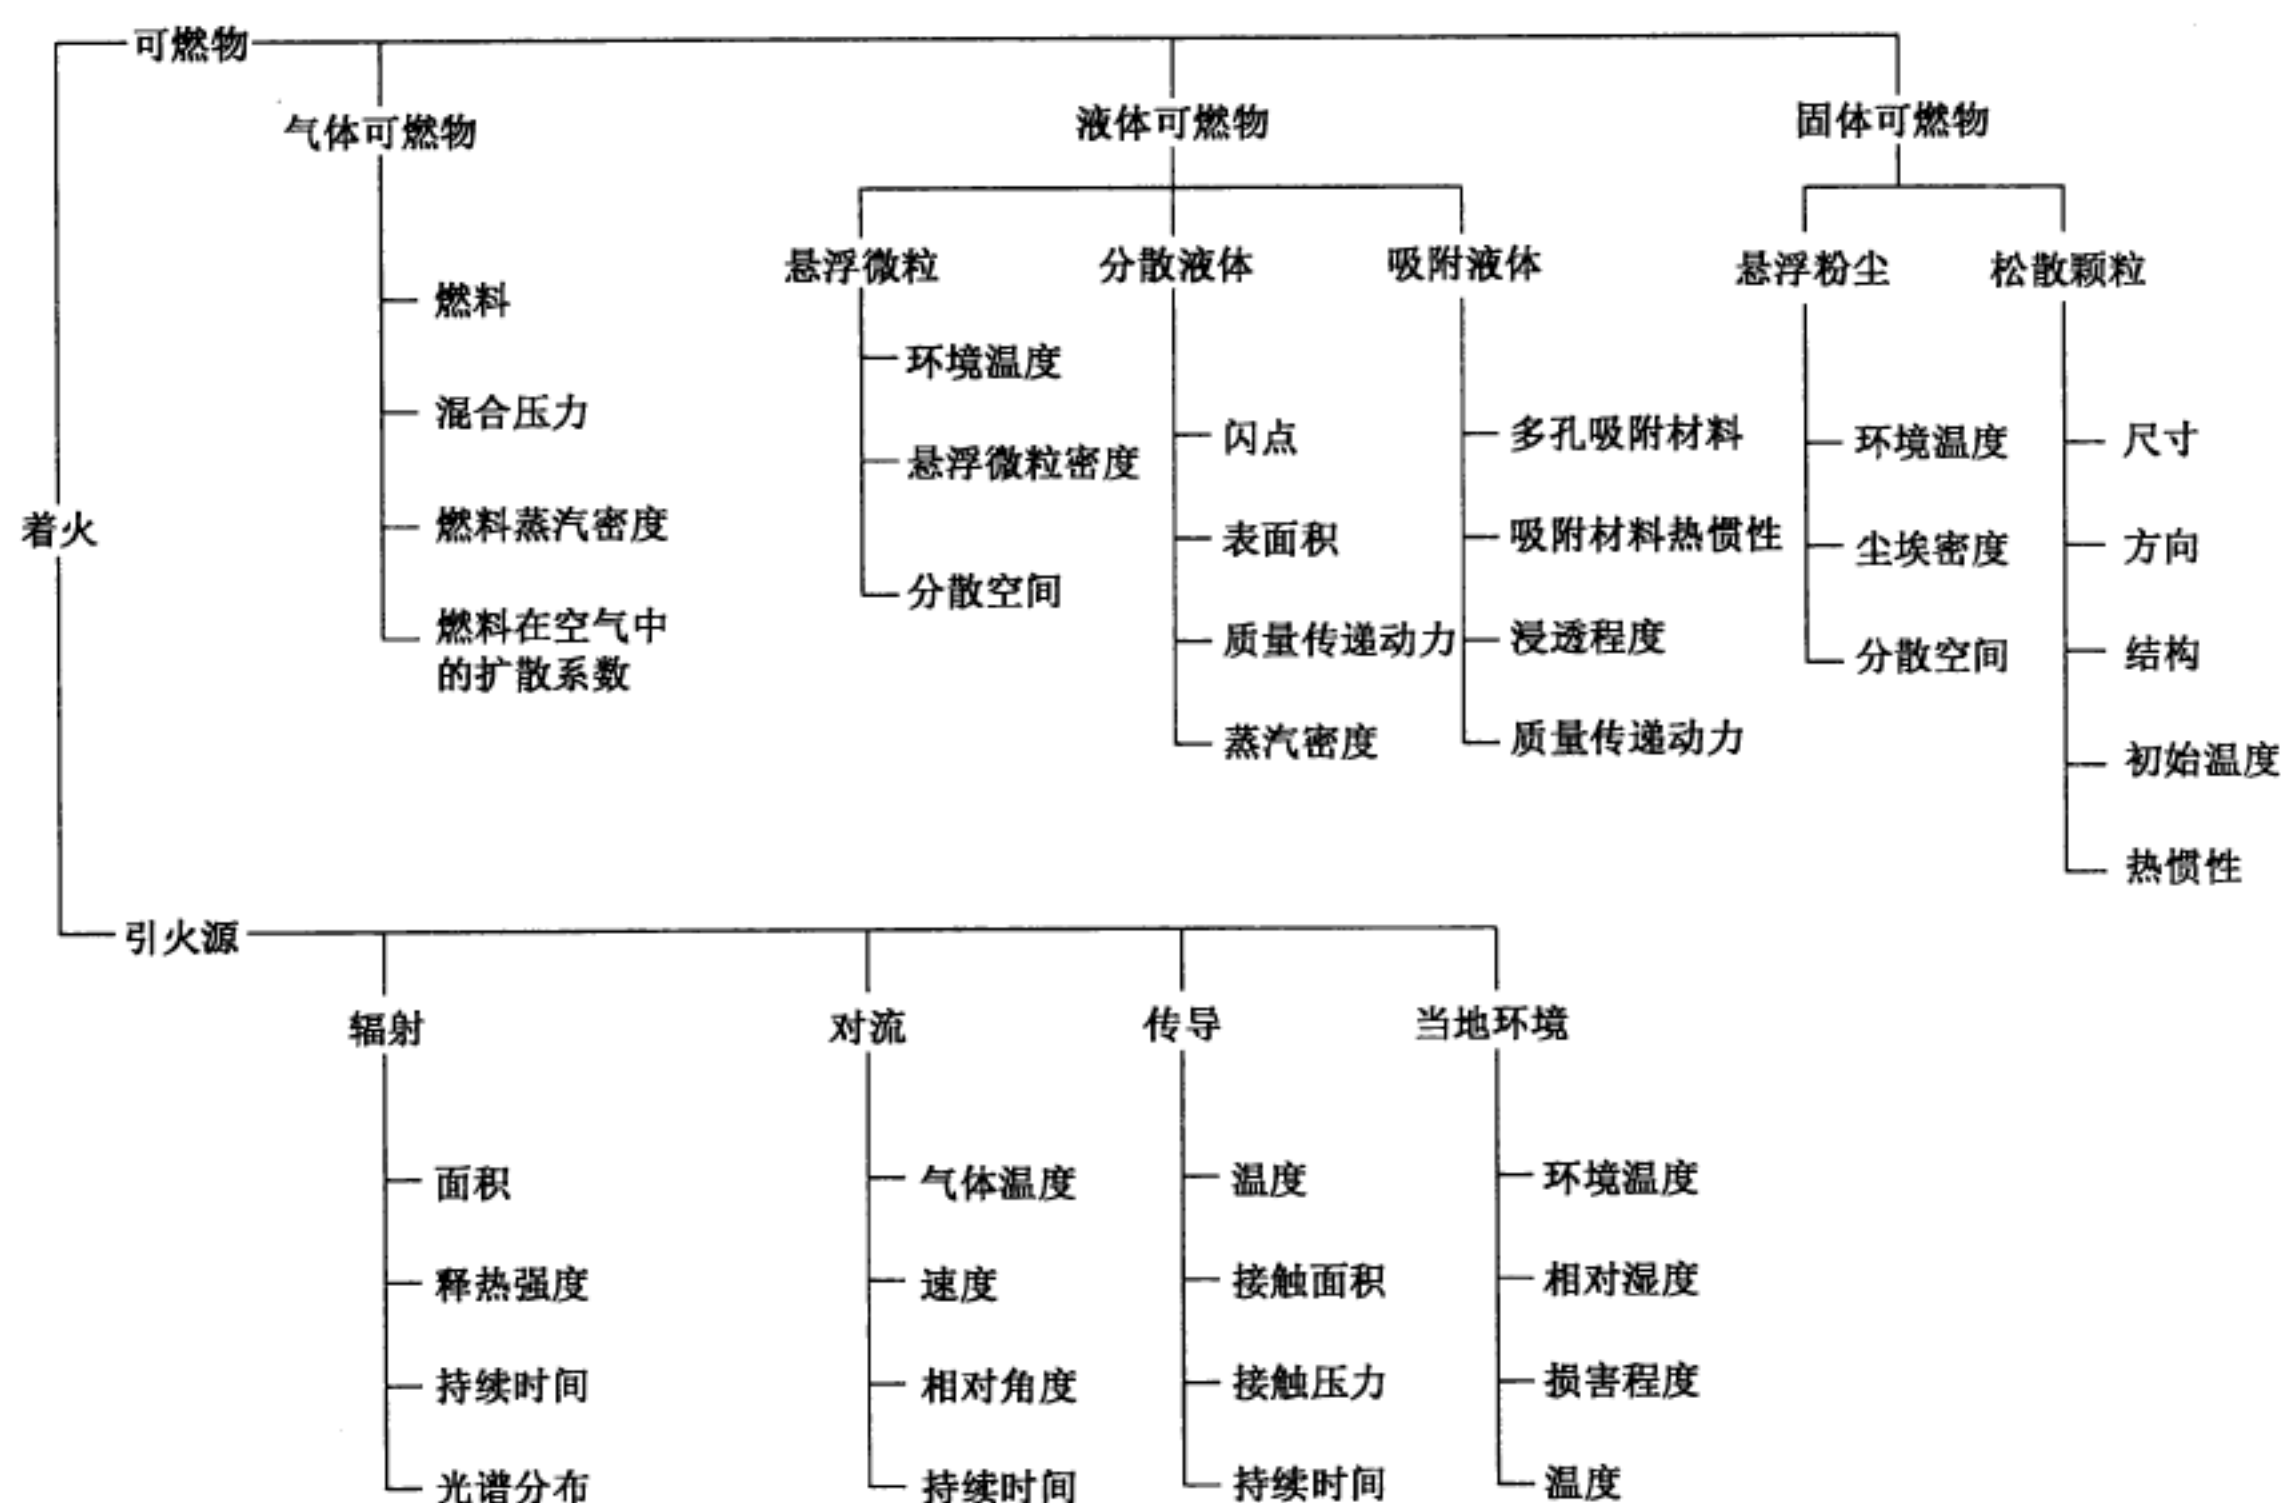 可燃物
气体可燃物
燃料
混合压力
燃料蒸汽密度
燃料在空气中
的扩散系数
液体可燃物
悬浮微粒
环境温度
悬浮微粒密度
分散空间
分散液体
闪点
表面积
质量传递动力
蒸汽密度
吸附液体
多孔吸附材料
吸附材料热惯性
浸透程度
质量传递动力
固体可燃物
悬浮粉尘
环境温度
尘埃密度
分散空间
松散颗粒
尺寸
方向
结构
初始温度
热惯性
着火
引火源
辐射
面积
释热强度
持续时间
光谱分布
对流
气体温度
速度
相对角度
持续时间
传导
温度
接触面积
接触压力
持续时间
当地环境
环境温度
相对湿度
损害程度
温度